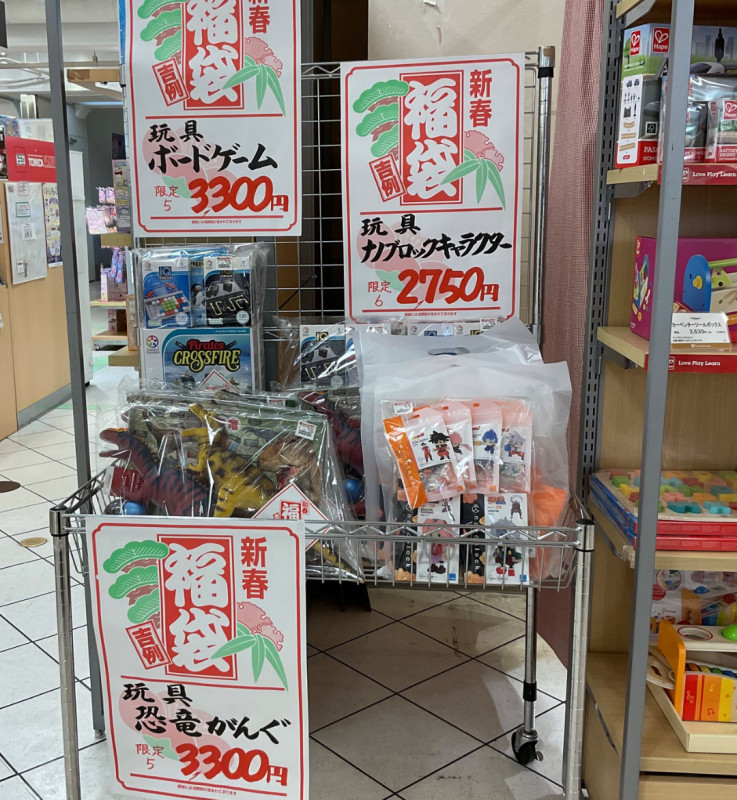 新春
福袋
吉例
玩具
ボードゲーム
限定
5
3300円
新春
福袋
吉例
玩具
ナノブロックキャラクター
限定
6
2,750円
Pirates
CROSSFIRE
新春
福袋
吉例
玩具
恐竜がんぐ
限定
5
3300円
Hape
Hape
Love Play Learn
Love Play Learn